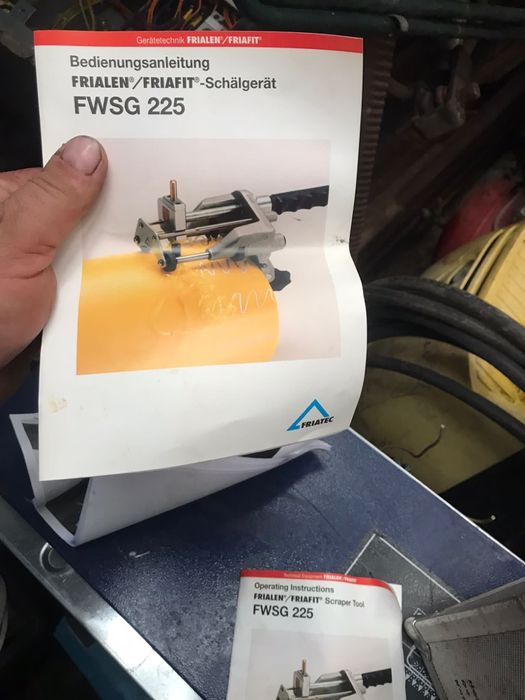 Gerätetechnik FRIALEN®/FRIAFIT®
Bedienungsanleitung
FRIALEN®/FRIAFIT®-Schälgerät
FWSG 225
FRIATEC
Technical Equipment FRIALEN®/FRIAFIT®
Operating Instructions
FRIALEN®/FRIAFIT® Scraper Tool
FWSG 225